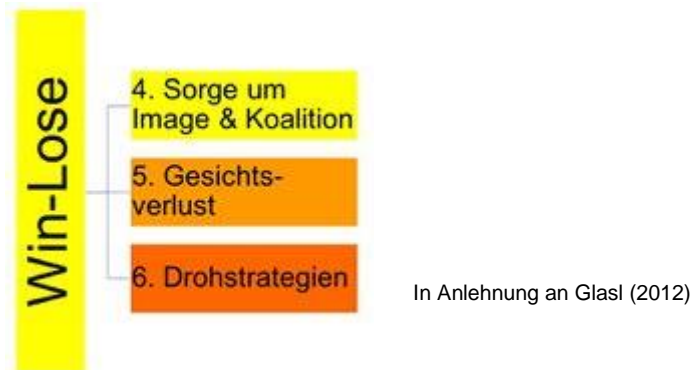 Win-Lose
4. Sorge um
Image & Koalition
5. Gesichts-
verlust
6. Drohstrategien
In Anlehnung an Glasl (2012)